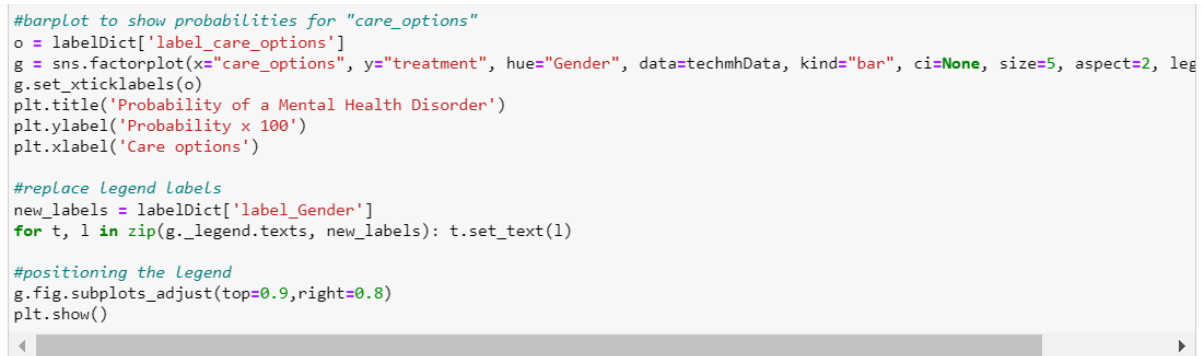 #barplot to show probabilities for "care_options"
o = labelDict['label_care_options']
g = sns.factorplot(x="care_options", y="treatment", hue="Gender", data=techmhData, kind="bar", ci=None, size=5, aspect=2, leg
g.set_xticklabels(o)
plt.title('Probability of a Mental Health Disorder')
plt.ylabel('Probability x 100')
plt.xlabel('Care options')

#replace legend labels
new_labels = labelDict['label_Gender']
for t, l in zip(g._legend.texts, new_labels): t.set_text(l)

#positioning the legend
g.fig.subplots_adjust(top=0.9,right=0.8)
plt.show()